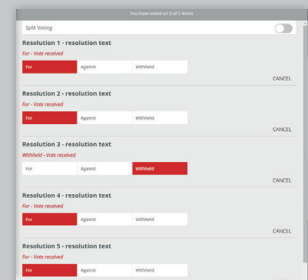 You have voted on 5 of 5 items
Split Voting
Resolution 1 - resolution text
For - Vote received
For Against Withheld
CANCEL
Resolution 2 - resolution text
For - Vote received
For Against Withheld
CANCEL
Resolution 3 - resolution text
Withheld - Vote received
For Against Withheld
CANCEL
Resolution 4 - resolution text
For - Vote received
For Against Withheld
CANCEL
Resolution 5 - resolution text
For - Vote received
For Against Withheld